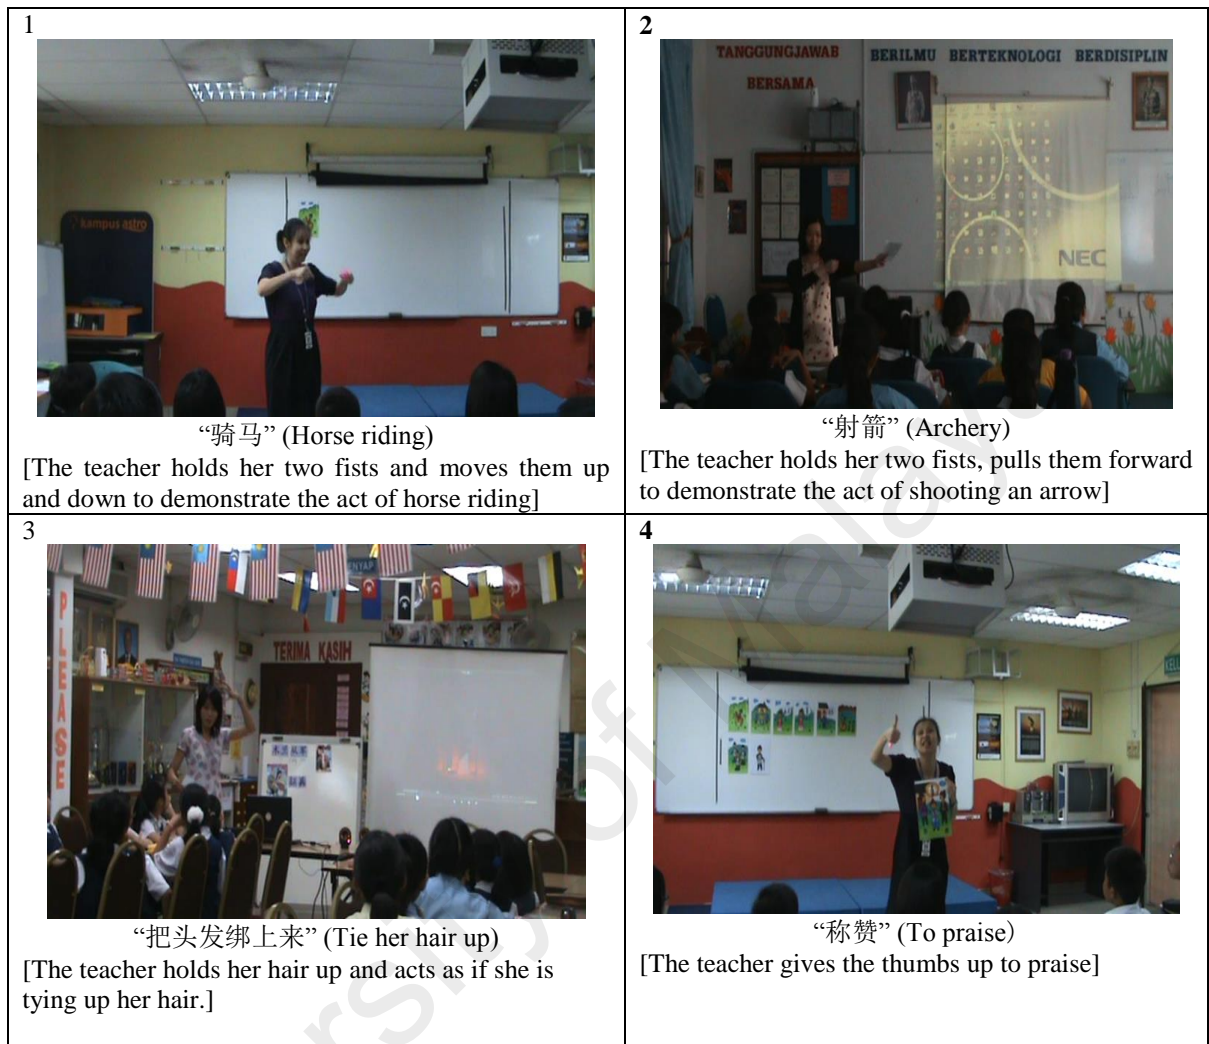 1
kampus astro
“骑马” (Horse riding)
[The teacher holds her two fists and moves them up
and down to demonstrate the act of horse riding]
2
TANGGUNGJAWAB BERILMU BERTEKNOLOGI BERDISIPLIN
BERSAMA
NEC
“射箭” (Archery)
[The teacher holds her two fists, pulls them forward
to demonstrate the act of shooting an arrow]
3
PLEASE
TERIMA KASIH
“把头发绑上来” (Tie her hair up)
[The teacher holds her hair up and acts as if she is
tying up her hair.]
4
“称赞” (To praise)
[The teacher gives the thumbs up to praise]
of Malaya